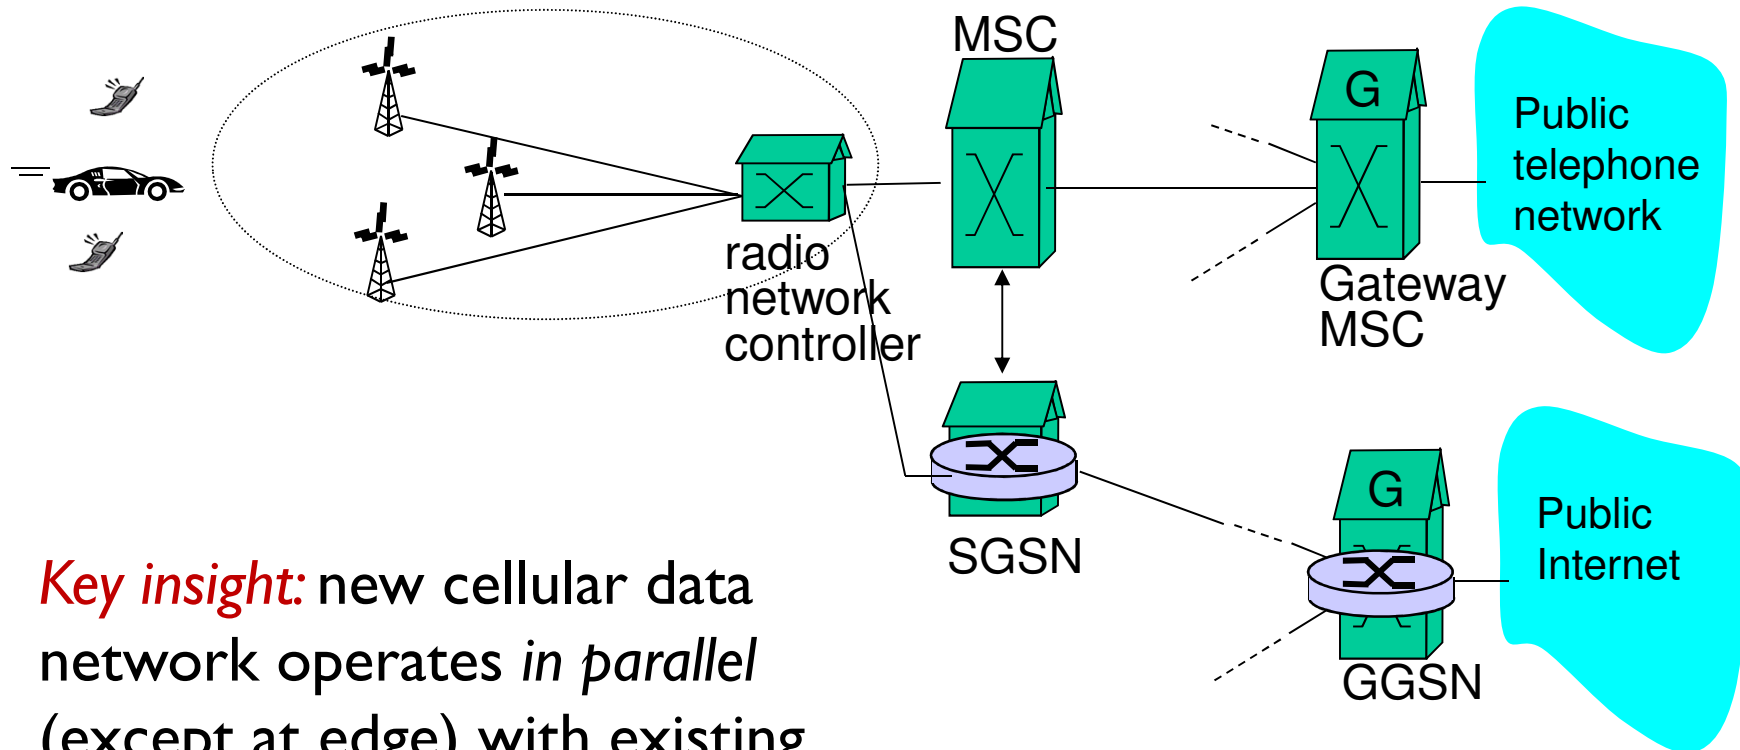 MSC
G
Public
telephone
network
radio
network
controller
Gateway
MSC
SGSN
G
Public
Internet
GGSN
Key insight: new cellular data
network operates in parallel
(except at edge) with existing